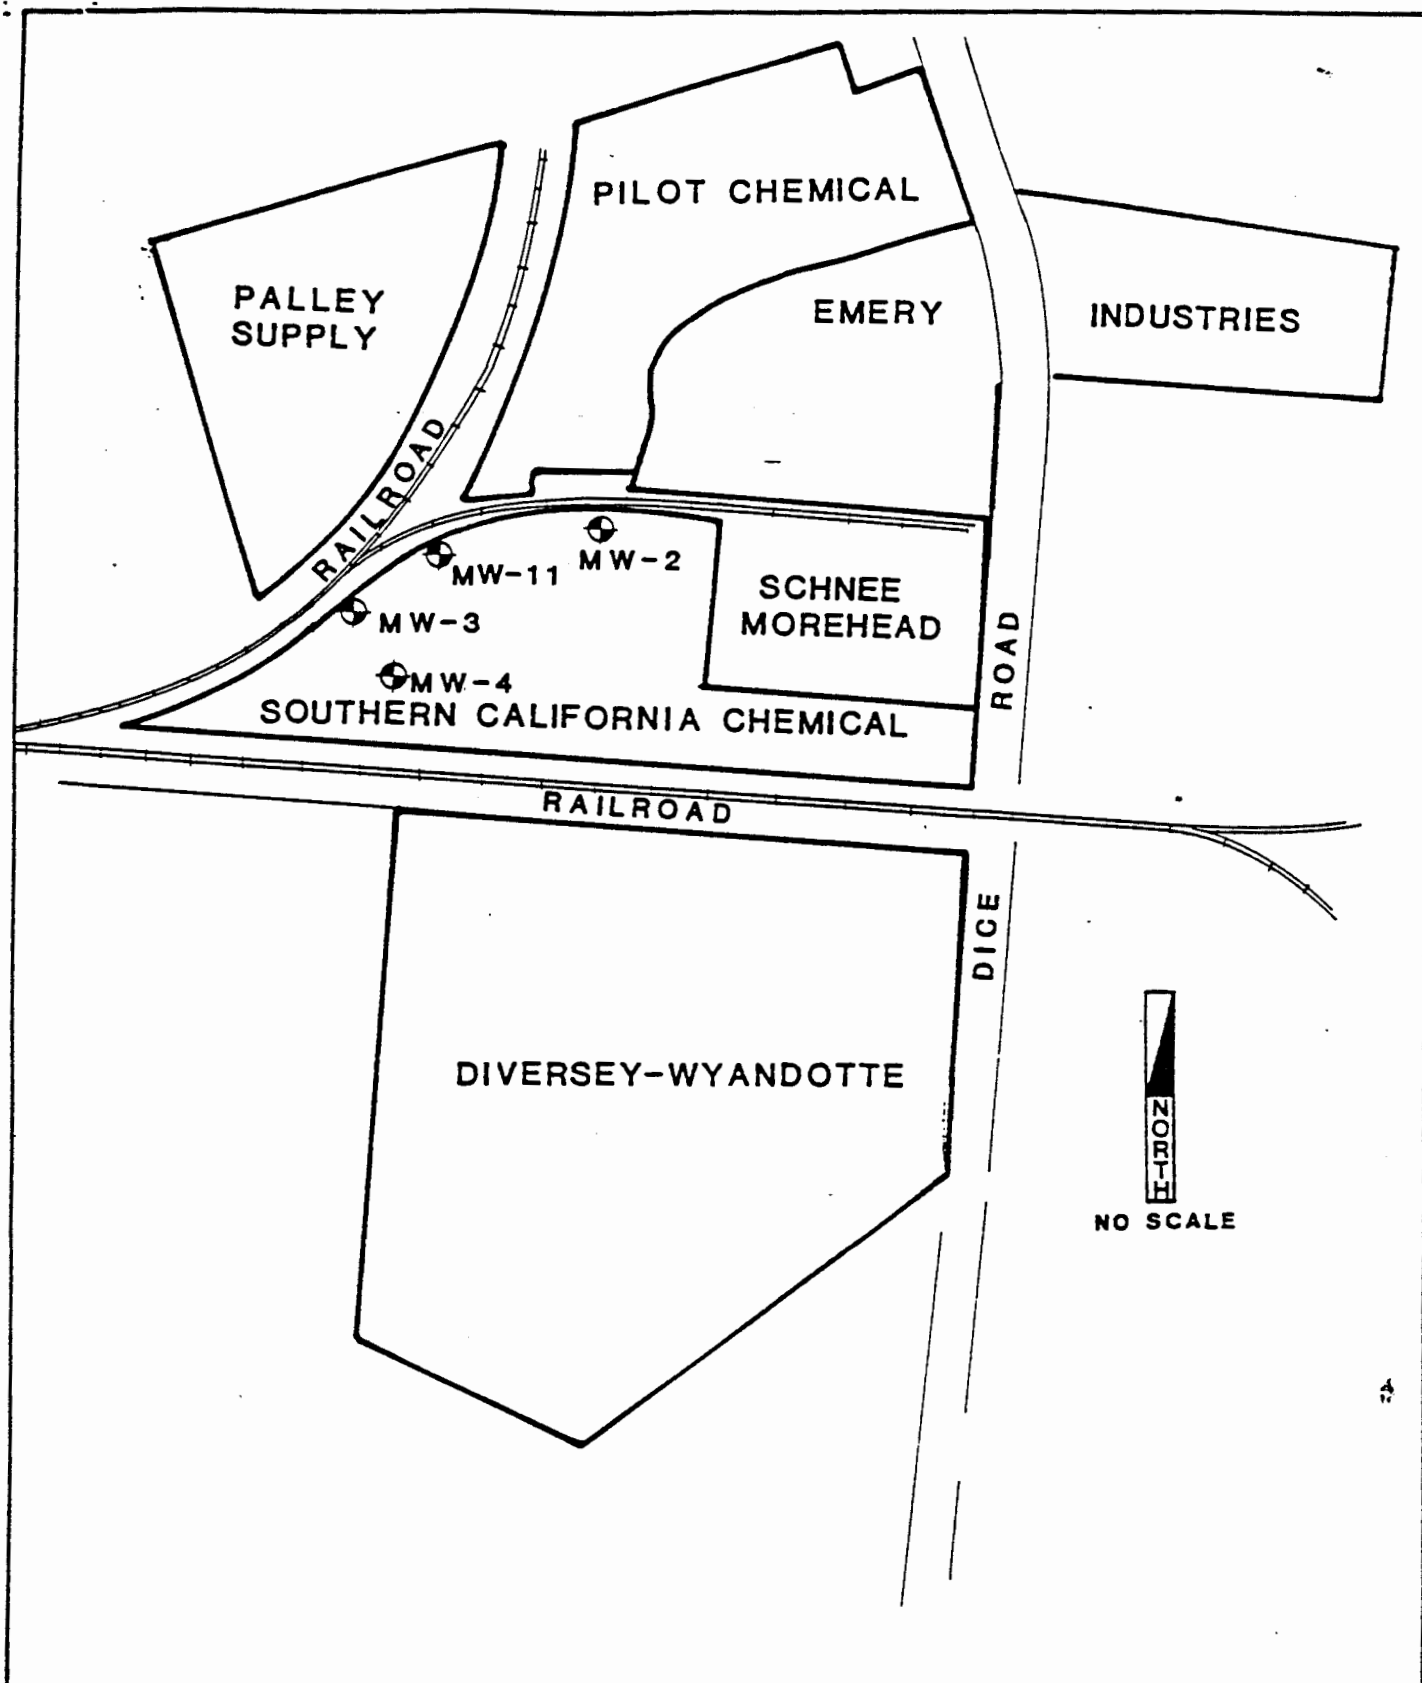 PILOT CHEMICAL
PALLEY
SUPPLY
EMERY
INDUSTRIES
RAILROAD
MW-2
MW-11
SCHNEE
MOREHEAD
MW-3
ROAD
MW-4
SOUTHERN CALIFORNIA CHEMICAL
RAILROAD
DICE
DIVERSEY-WYANDOTTE
NORTH
NO SCALE